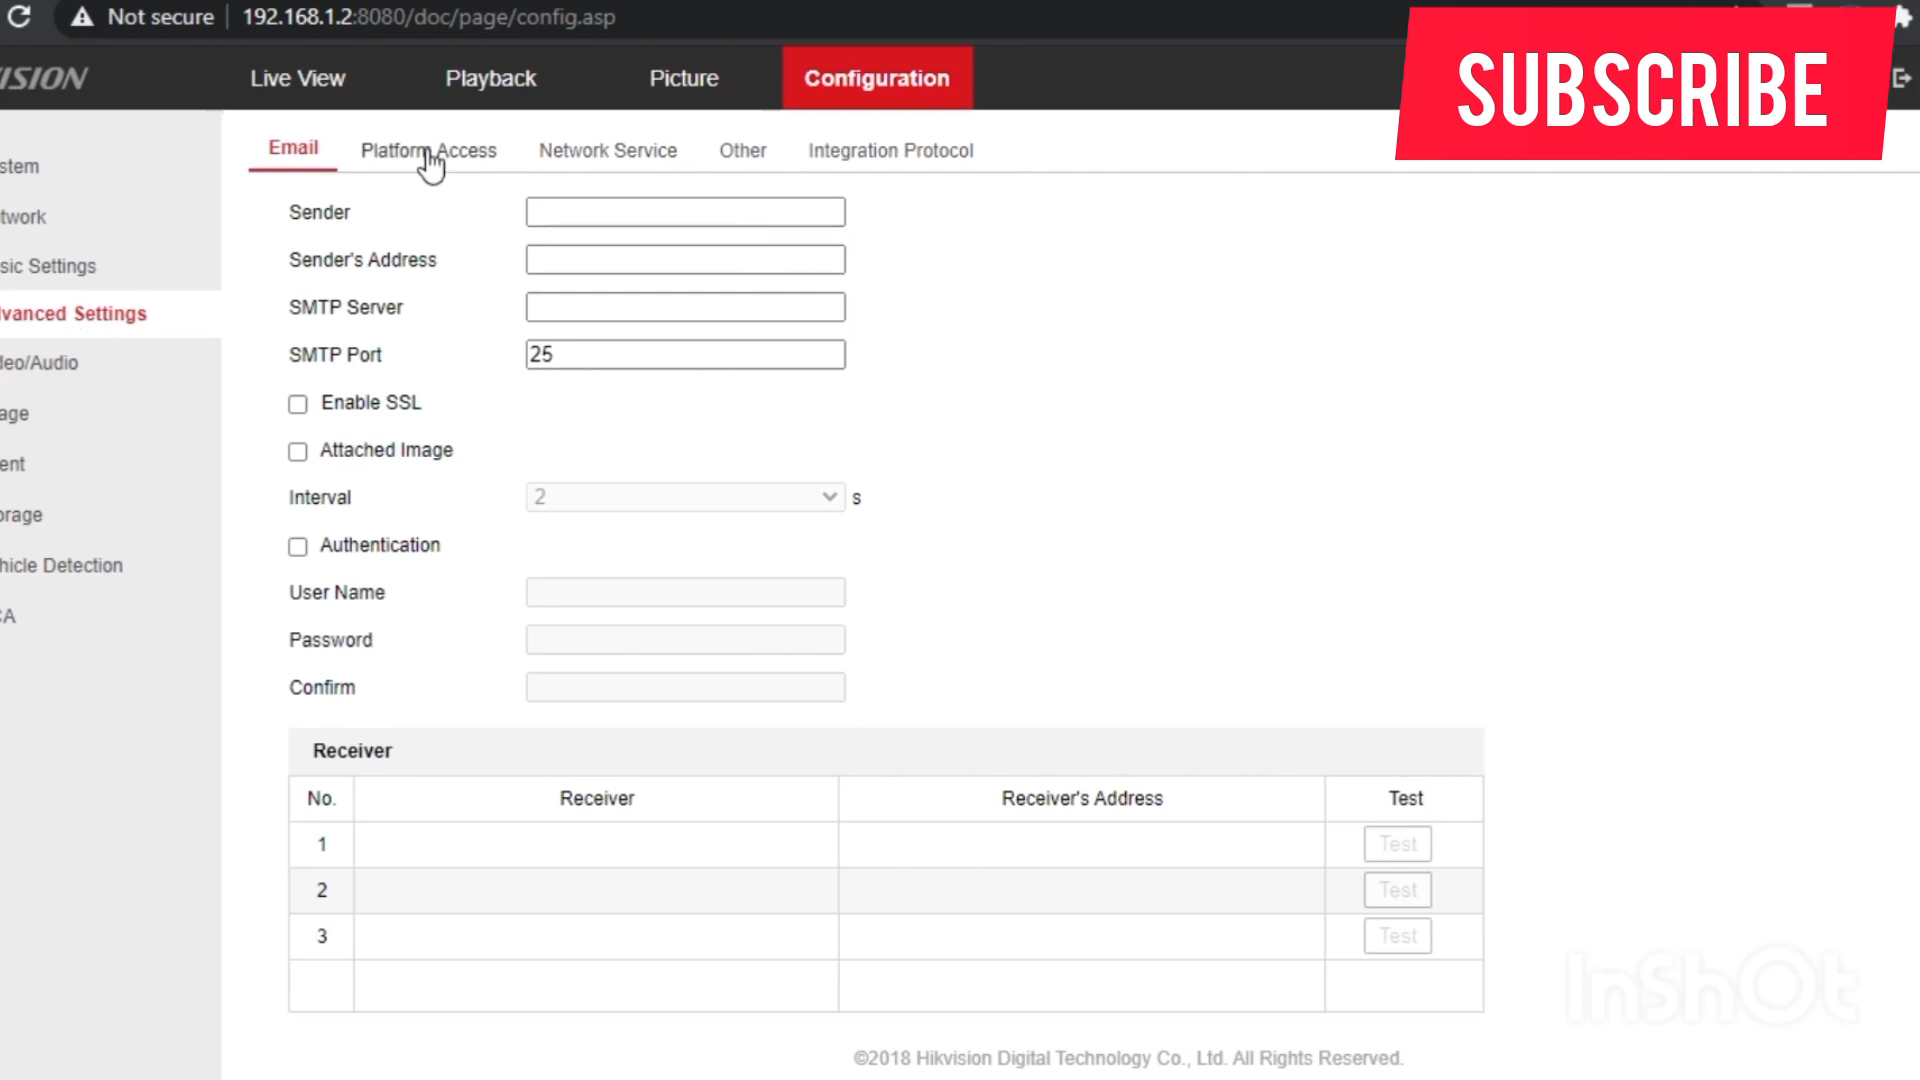 Not secure 192.168.1.2:8080/doc/page/config.asp
SUBSCRIBE
ISION Live View Playback Picture Configuration
Email Platform Access Network Service Other Integration Protocol
stem
twork
sic Settings
vanced Settings
deo/Audio
age
ent
orage
hicle Detection
CA
Sender
Sender's Address
SMTP Server
SMTP Port 25
Enable SSL
Attached Image
Interval 2 s
Authentication
User Name
Password
Confirm
Receiver
No. Receiver Receiver's Address Test
1 Test
2 Test
3 Test
InShOt
©2018 Hikvision Digital Technology Co., Ltd. All Rights Reserved.